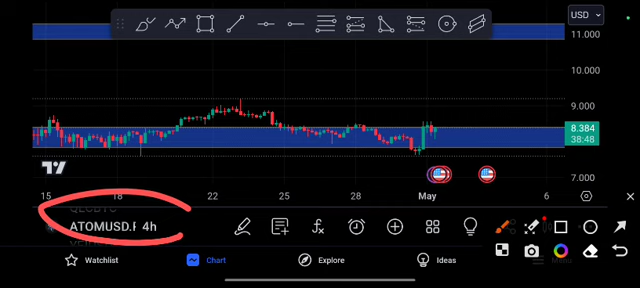 USD
11.000
10.000
9.000
8.384
38:48
7.000
15 18 22 25 28 May 6
ATOMUSD.F 4h
Watchlist Chart Explore Ideas